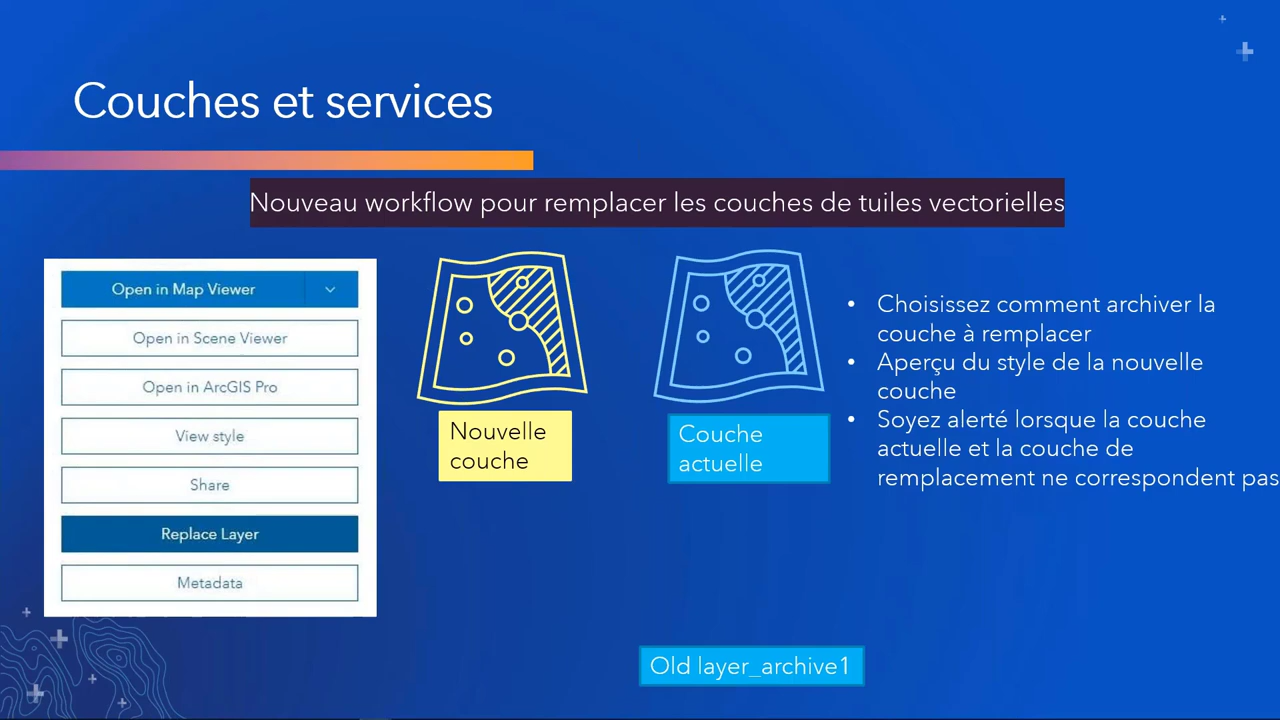 Couches et services
Nouveau workflow pour remplacer les couches de tuiles vectorielles
Open in Map Viewer
Open in Scene Viewer
Open in ArcGIS Pro
View style
Share
Replace Layer
Metadata
Nouvelle
couche
Couche
actuelle
• Choisissez comment archiver la
couche à remplacer
• Aperçu du style de la nouvelle
couche
• Soyez alerté lorsque la couche
actuelle et la couche de
remplacement ne correspondent pas
Old layer_archive1